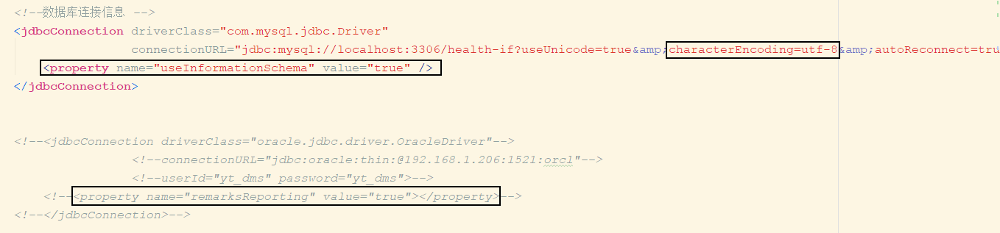 <!--数据库连接信息 -->
<jdbcConnection driverClass="com.mysql.jdbc.Driver"
connectionURL="jdbc:mysql://localhost:3306/health-if?useUnicode=true&amp;characterEncoding=utf-8&amp;autoReconnect=tru
<property name="useInformationSchema" value="true" />
</jdbcConnection>
<!--<jdbcConnection driverClass="oracle.jdbc.driver.OracleDriver"-->
<!--connectionURL="jdbc:oracle:thin:@192.168.1.206:1521:orcl"-->
<!--userId="yt_dms" password="yt_dms">-->
<!--<property name="remarksReporting" value="true"></property>-->
<!--</jdbcConnection>-->